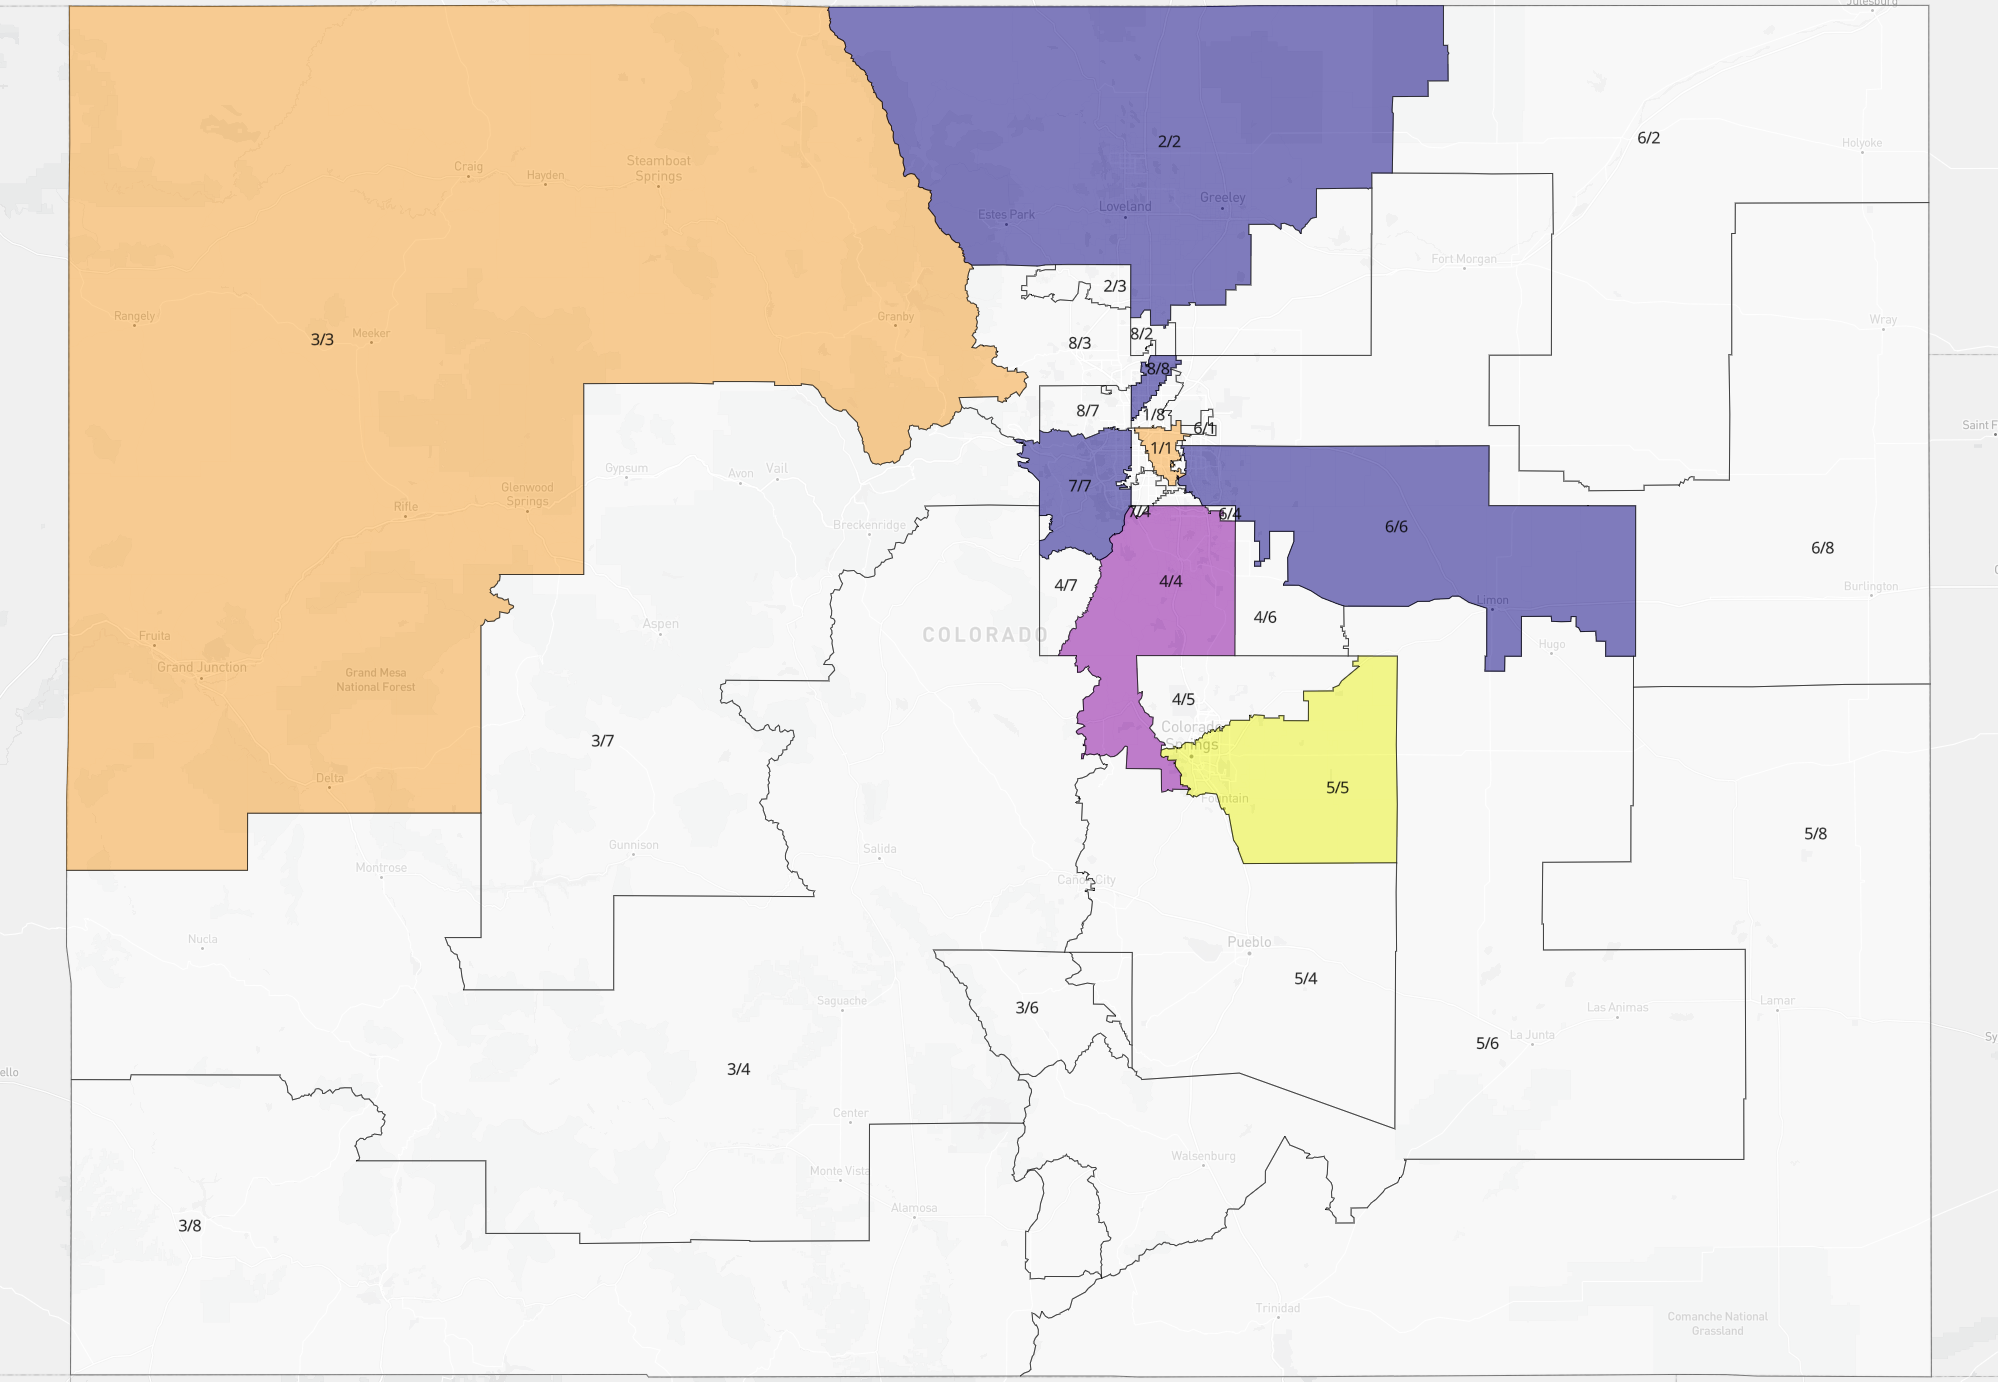 Julesburg
2/2
6/2
Holyoke
Craig
Hayden
Steamboat
Springs
Estes Park
Loveland
Greeley
Fort Morgan
2/3
Rangely
3/3
Meeker
Granby
8/3
8/2
Wray
8/8
8/7
1/8
6/1
Saint F
1/1
Gypsum
Avon
Vail
7/7
Glenwood
Springs
Rifle
Breckenridge
7/4
6/4
6/6
6/8
4/7
4/4
Burlington
Limon
4/6
Aspen
COLORADO
Fruita
Grand Junction
Grand Mesa
National Forest
Hugo
4/5
Colorado
Springs
3/7
Delta
5/5
Fountain
5/8
Gunnison
Salida
Montrose
Cañon City
Nucla
Pueblo
5/4
Saguache
3/6
Las Animas
Lamar
La Junta
5/6
Sy
ello
3/4
Center
Monte Vista
Walsenburg
Alamosa
3/8
Trinidad
Comanche National
Grassland